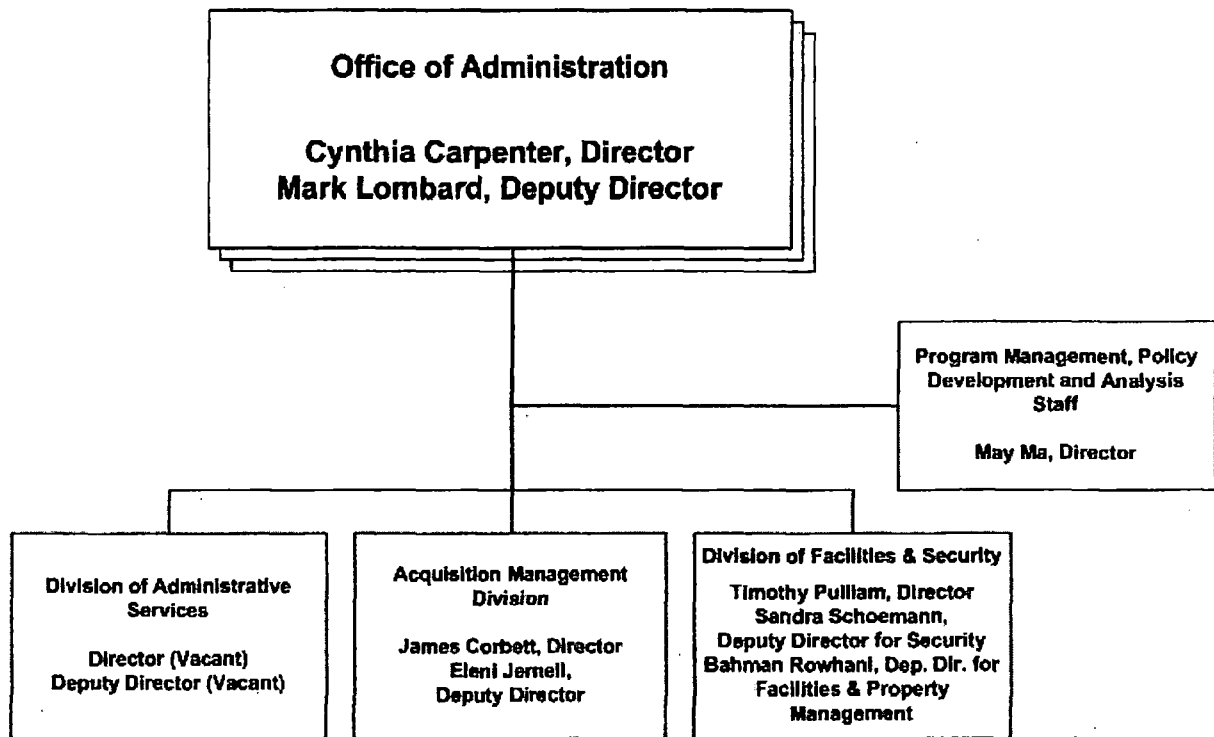 Office of Administration
Cynthia Carpenter, Director
Mark Lombard, Deputy Director
Program Management, Policy
Development and Analysis
Staff
May Ma, Director
Division of Administrative
Services
Director (Vacant)
Deputy Director (Vacant)
Acquisition Management
Division
James Corbett, Director
Eleni Jernell,
Deputy Director
Division of Facilities & Security
Timothy Pulliam, Director
Sandra Schoemann,
Deputy Director for Security
Bahman Rowhani, Dep. Dir. for
Facilities & Property
Management